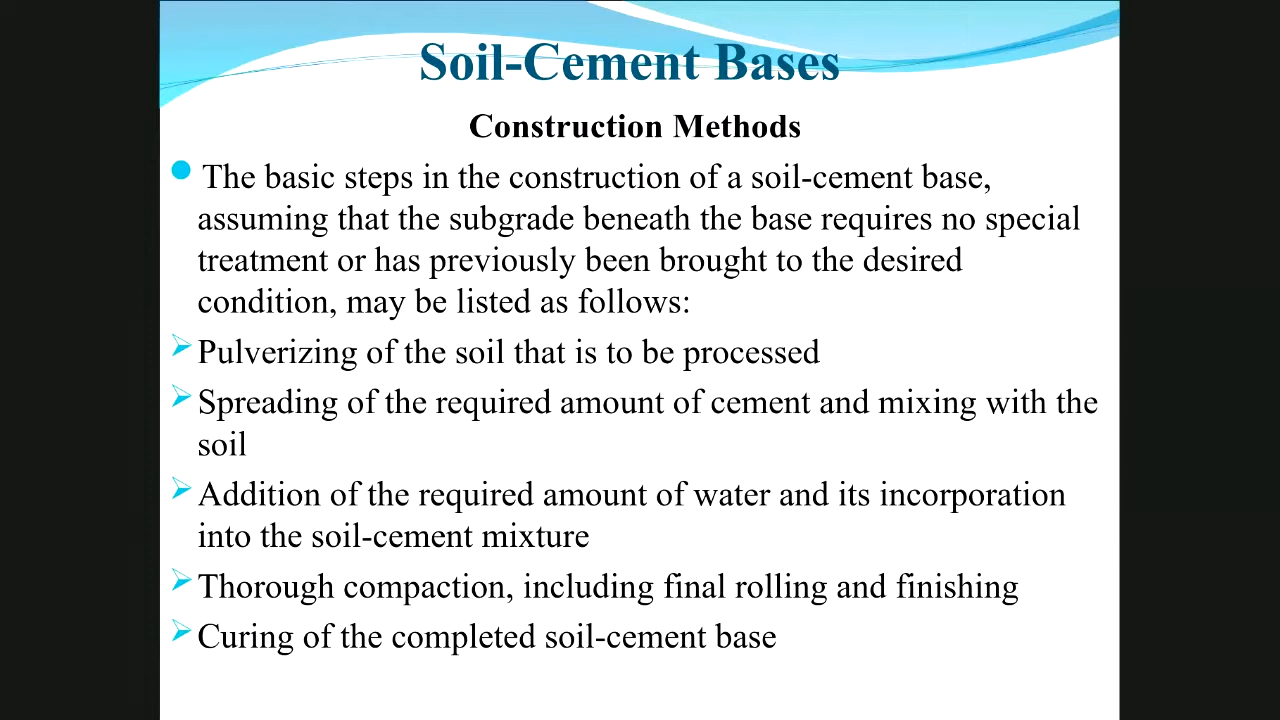 Soil-Cement Bases
Construction Methods
The basic steps in the construction of a soil-cement base,
assuming that the subgrade beneath the base requires no special
treatment or has previously been brought to the desired
condition, may be listed as follows:
Pulverizing of the soil that is to be processed
Spreading of the required amount of cement and mixing with the
soil
Addition of the required amount of water and its incorporation
into the soil-cement mixture
Thorough compaction, including final rolling and finishing
Curing of the completed soil-cement base